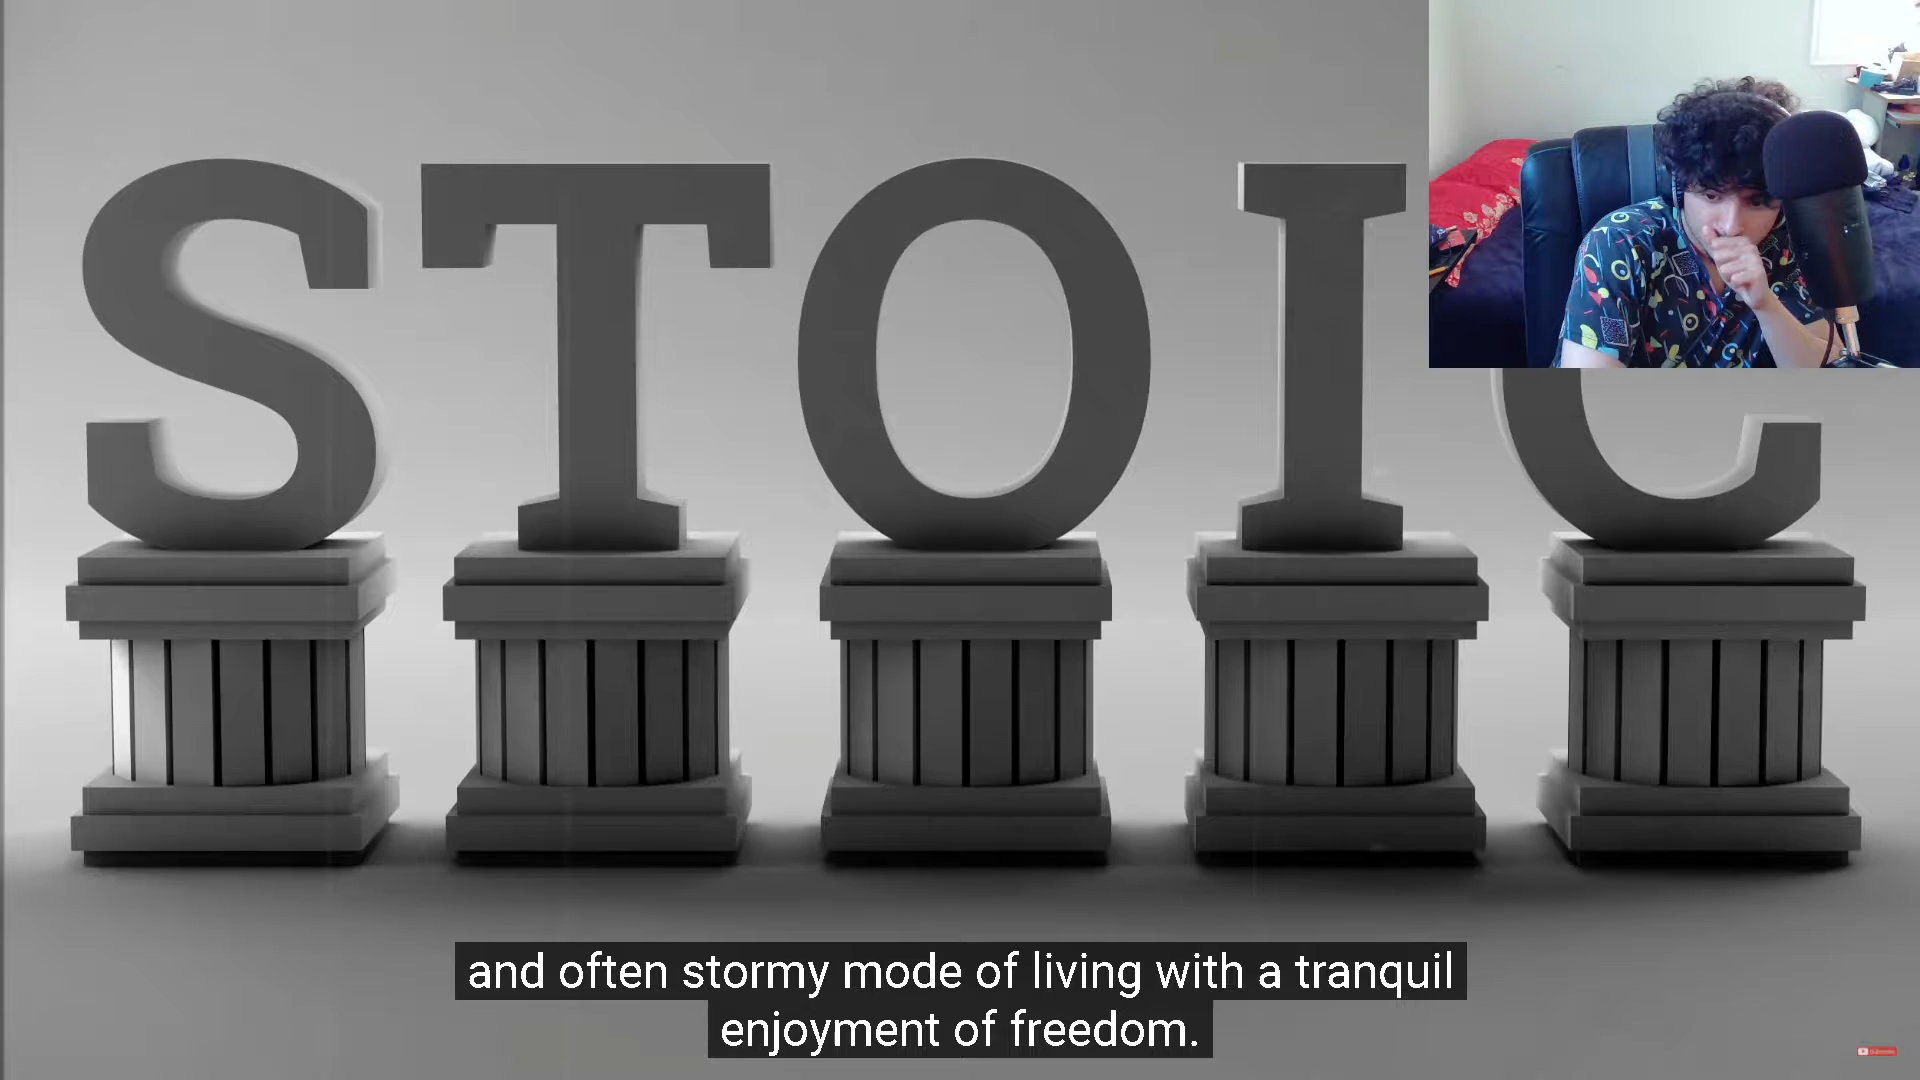 STOIC
and often stormy mode of living with a tranquil
enjoyment of freedom.